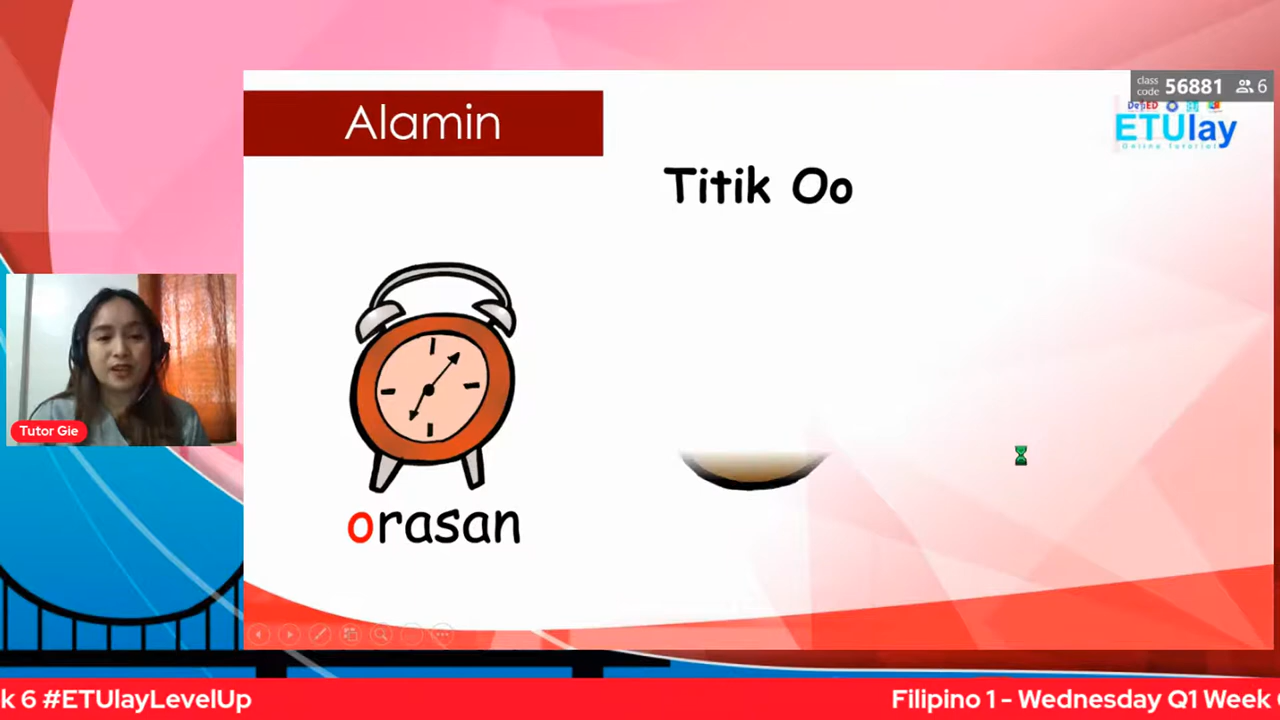 class code 56881 6
Alamin
DepED
ETUlay
Online Tutorial
Titik Oo
Tutor Gie
orasan
k 6 #ETUlayLevelUp
Filipino 1 - Wednesday Q1 Week